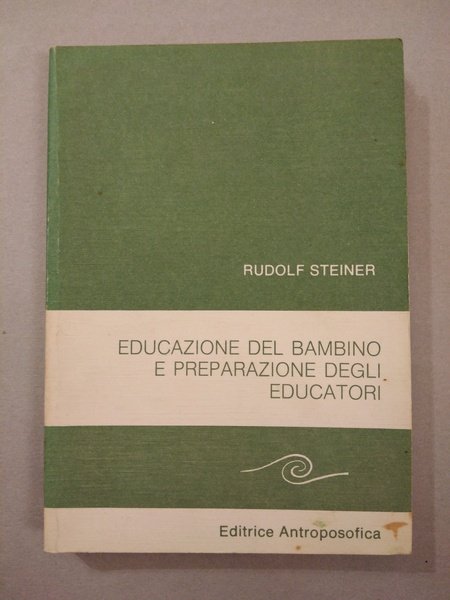 RUDOLF STEINER
EDUCAZIONE DEL BAMBINO
E PREPARAZIONE DEGLI
EDUCATORI
Editrice Antroposofica